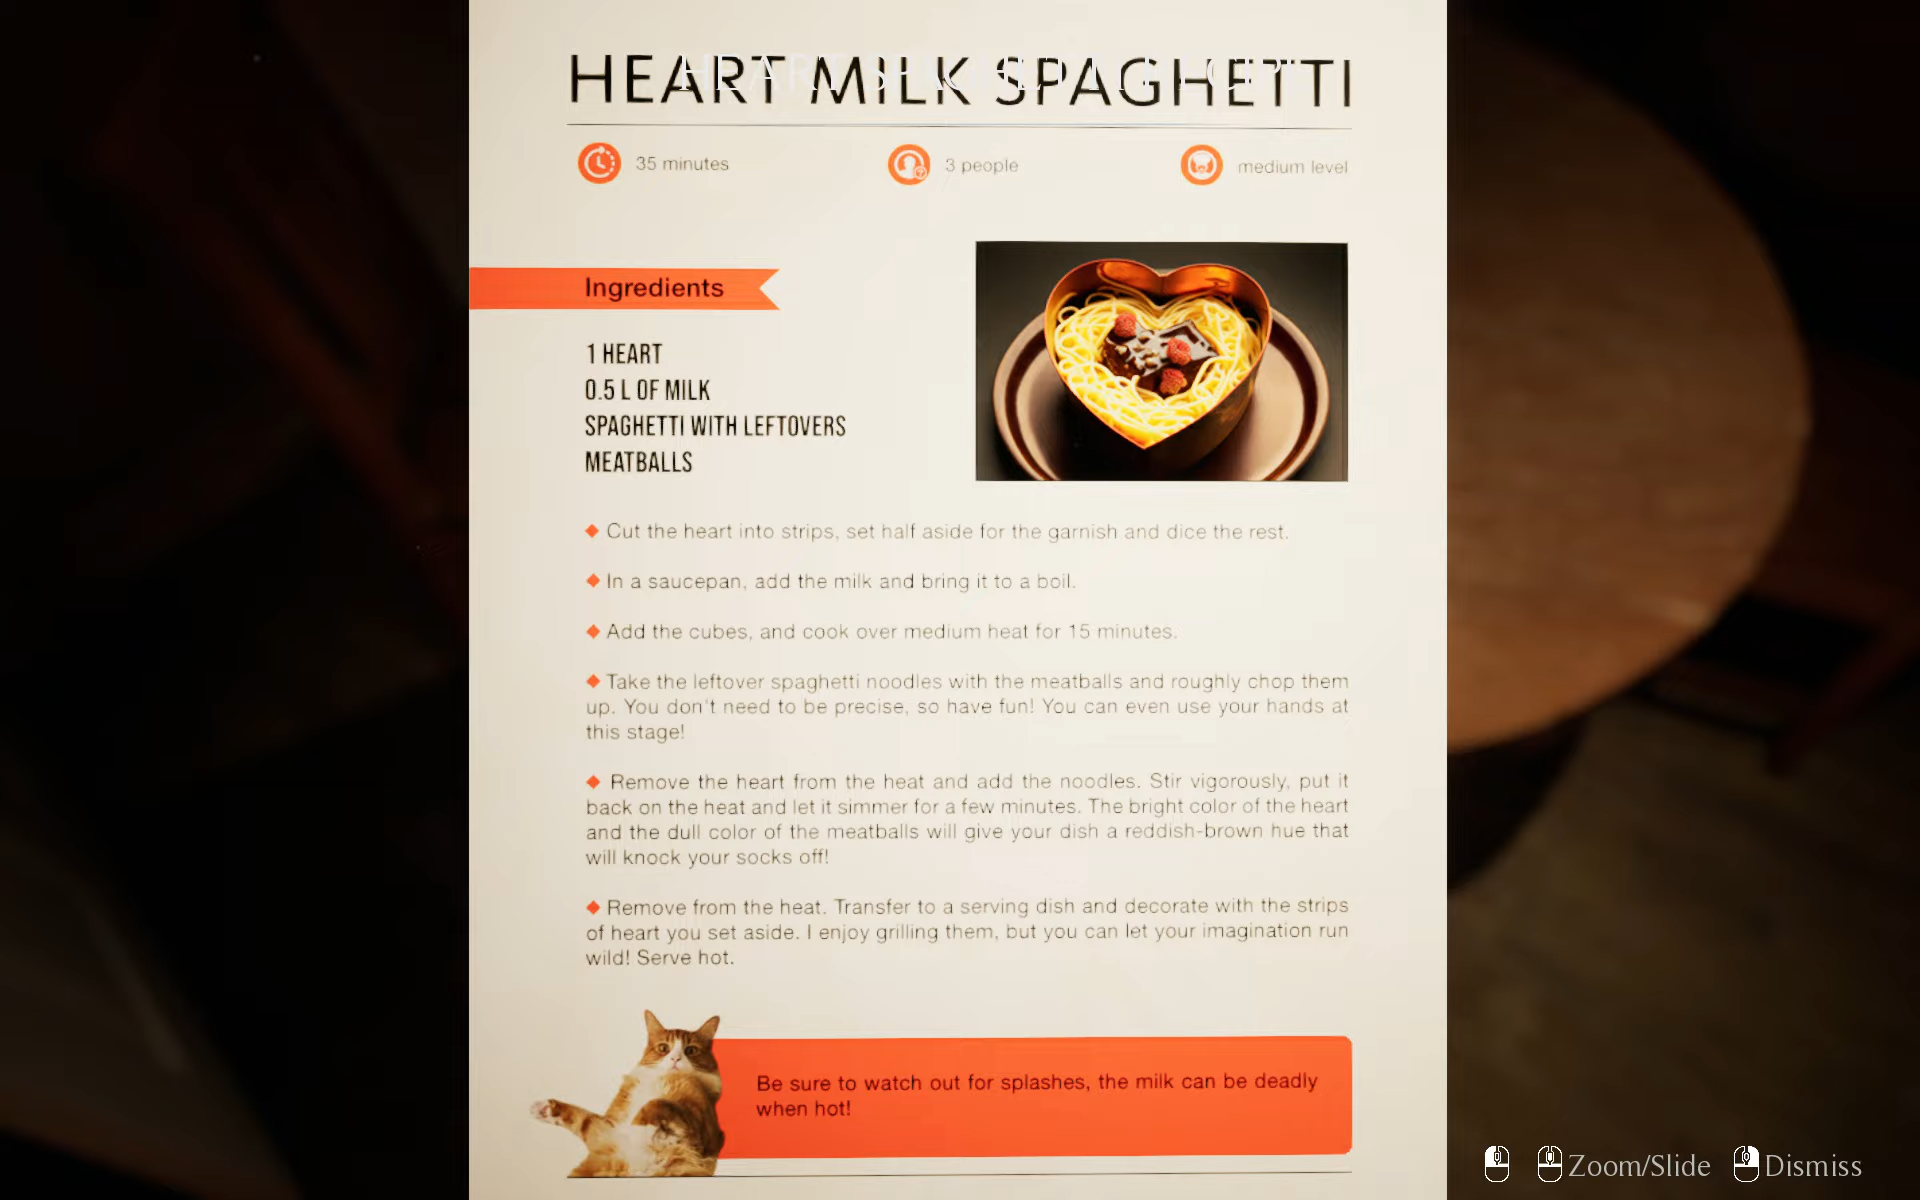 HEART MILK SPAGHETTI
35 minutes
3 people
medium level
Ingredients
1 HEART
0.5 L OF MILK
SPAGHETTI WITH LEFTOVERS
MEATBALLS
Cut the heart into strips, set half aside for the garnish and dice the rest.
In a saucepan, add the milk and bring it to a boil.
Add the cubes, and cook over medium heat for 15 minutes.
Take the leftover spaghetti noodles with the meatballs and roughly chop them
up. You don't need to be precise, so have fun! You can even use your hands at
this stage!
Remove the heart from the heat and add the noodles. Stir vigorously, put it
back on the heat and let it simmer for a few minutes. The bright color of the heart
and the dull color of the meatballs will give your dish a reddish-brown hue that
will knock your socks off!
Remove from the heat. Transfer to a serving dish and decorate with the strips
of heart you set aside. I enjoy grilling them, but you can let your imagination run
wild! Serve hot.
Be sure to watch out for splashes, the milk can be deadly
when hot!
Zoom/Slide Dismiss